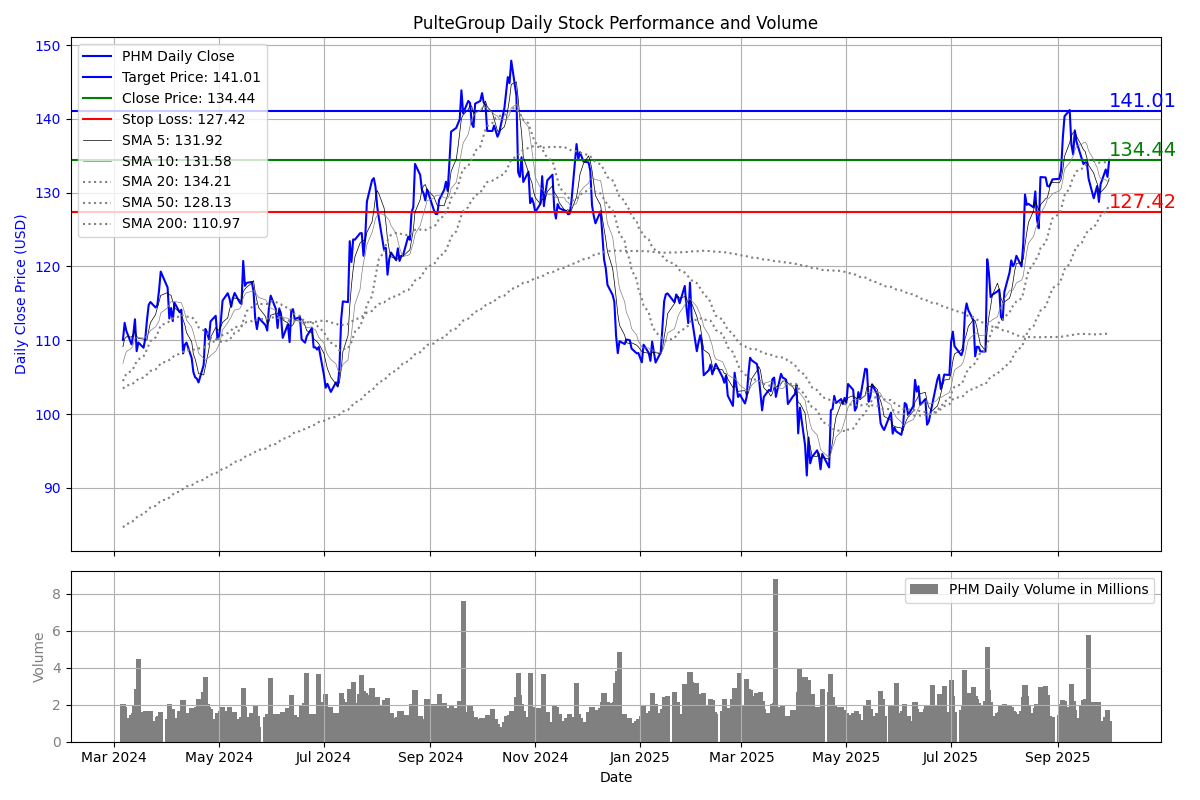 PulteGroup Daily Stock Performance and Volume
Daily Close Price (USD)
150
140
130
120
110
100
90
PHM Daily Close
Target Price: 141.01
Close Price: 134.44
Stop Loss: 127.42
SMA 5: 131.92
SMA 10: 131.58
SMA 20: 134.21
SMA 50: 128.13
SMA 200: 110.97
141.01
134.44
127.42
Volume
8
6
4
2
0
PHM Daily Volume in Millions
Mar 2024 May 2024 Jul 2024 Sep 2024 Nov 2024 Jan 2025 Mar 2025 May 2025 Jul 2025 Sep 2025
Date